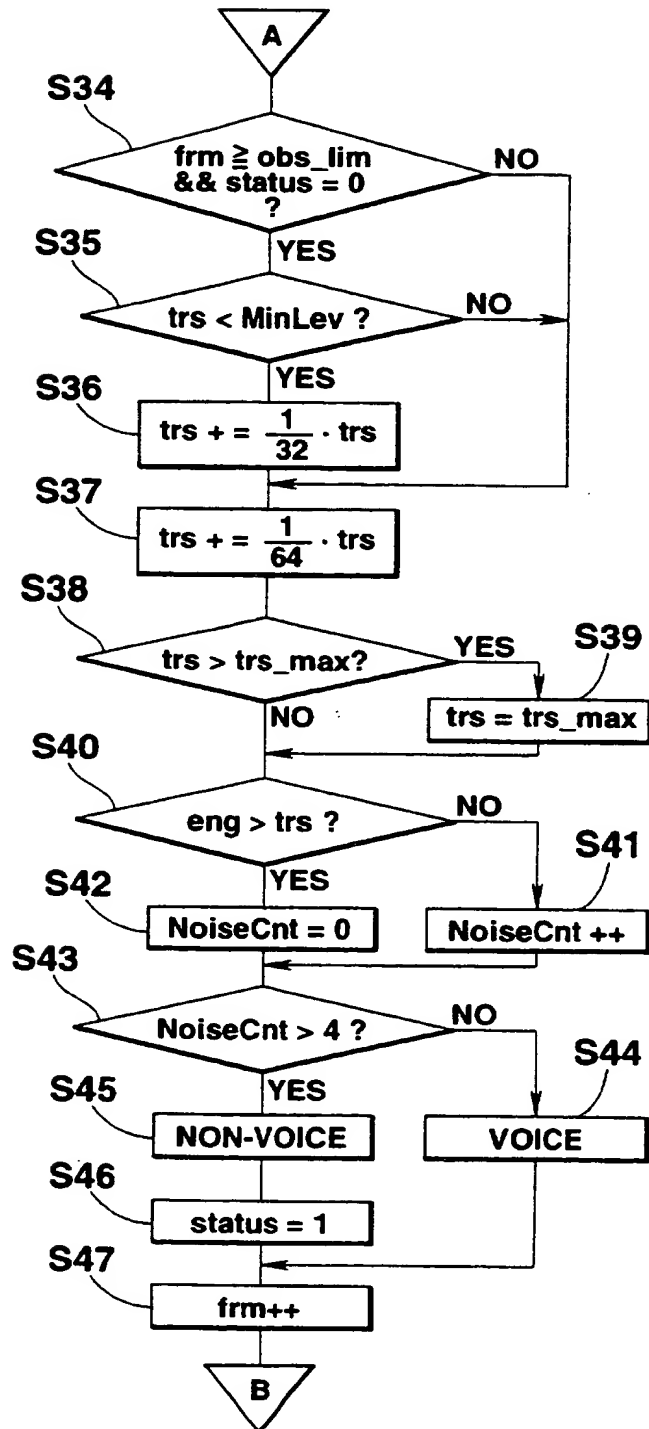 A
S34
frm ≧ obs_lim
&& status = 0
?
NO
YES
S35
trs < MinLev ?
NO
YES
S36
trs + = 1/32 · trs
S37
trs + = 1/64 · trs
S38
trs > trs_max?
YES
S39
trs = trs_max
NO
S40
eng > trs ?
NO
S41
YES
S42
NoiseCnt = 0
NoiseCnt ++
S43
NoiseCnt > 4 ?
NO
S44
YES
S45
NON-VOICE
VOICE
S46
status = 1
S47
frm++
B